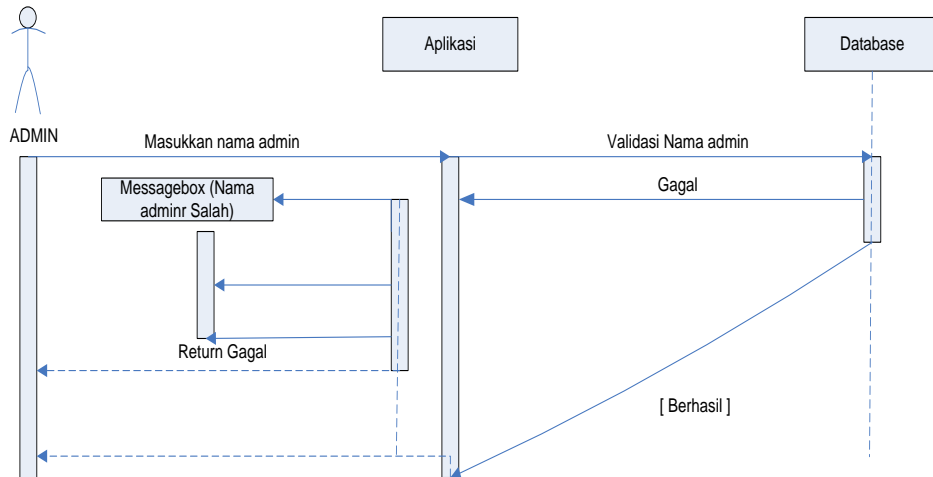 Aplikasi
Database
ADMIN
Masukkan nama admin
Validasi Nama admin
Messagebox (Nama
adminr Salah)
Gagal
Return Gagal
[ Berhasil ]